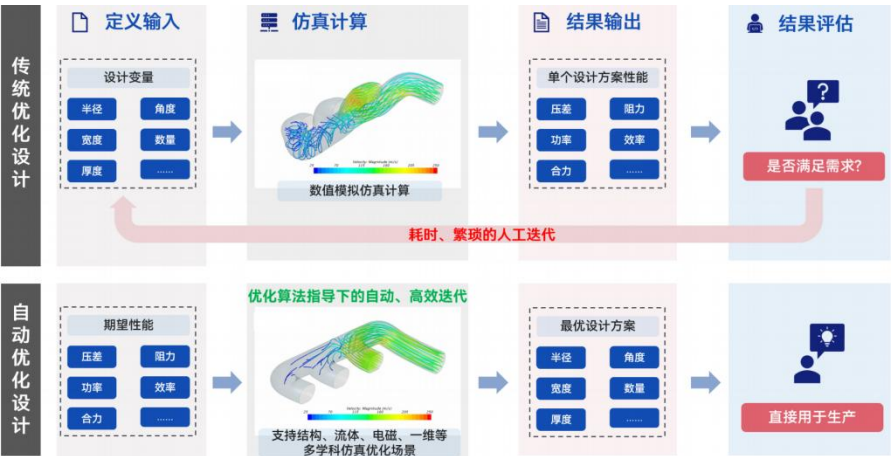 定义输入
仿真计算
结果输出
结果评估
传统优化设计
设计变量
半径
角度
宽度
数量
厚度
......
数值模拟仿真计算
单个设计方案性能
压差
阻力
功率
效率
合力
......
?
是否满足需求?
耗时、繁琐的人工迭代
自动优化设计
期望性能
压差
阻力
功率
效率
合力
......
优化算法指导下的自动、高效迭代
支持结构、流体、电磁、一维等
多学科仿真优化场景
最优设计方案
半径
角度
宽度
数量
厚度
......
直接用于生产